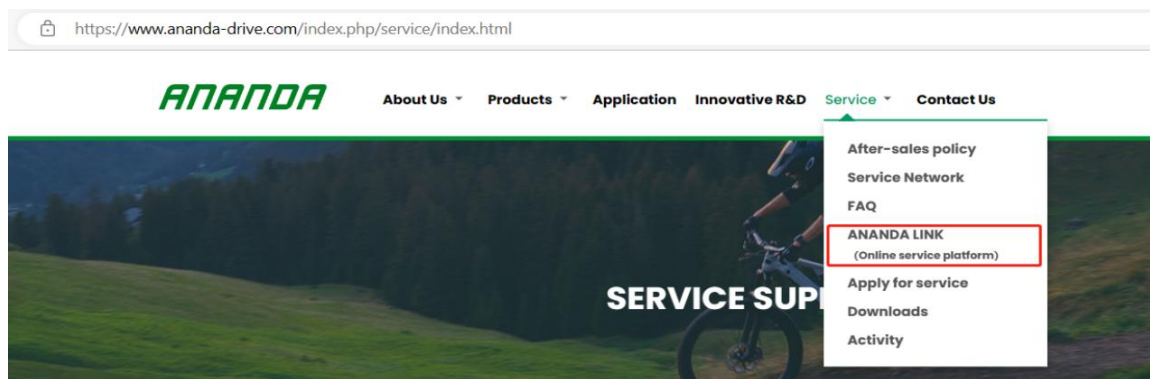 https://www.ananda-drive.com/index.php/service/index.html
ANANDA
About Us Products Application Innovative R&D Service Contact Us
After-sales policy
Service Network
FAQ
ANANDA LINK
(Online service platform)
Apply for service
Downloads
Activity
SERVICE